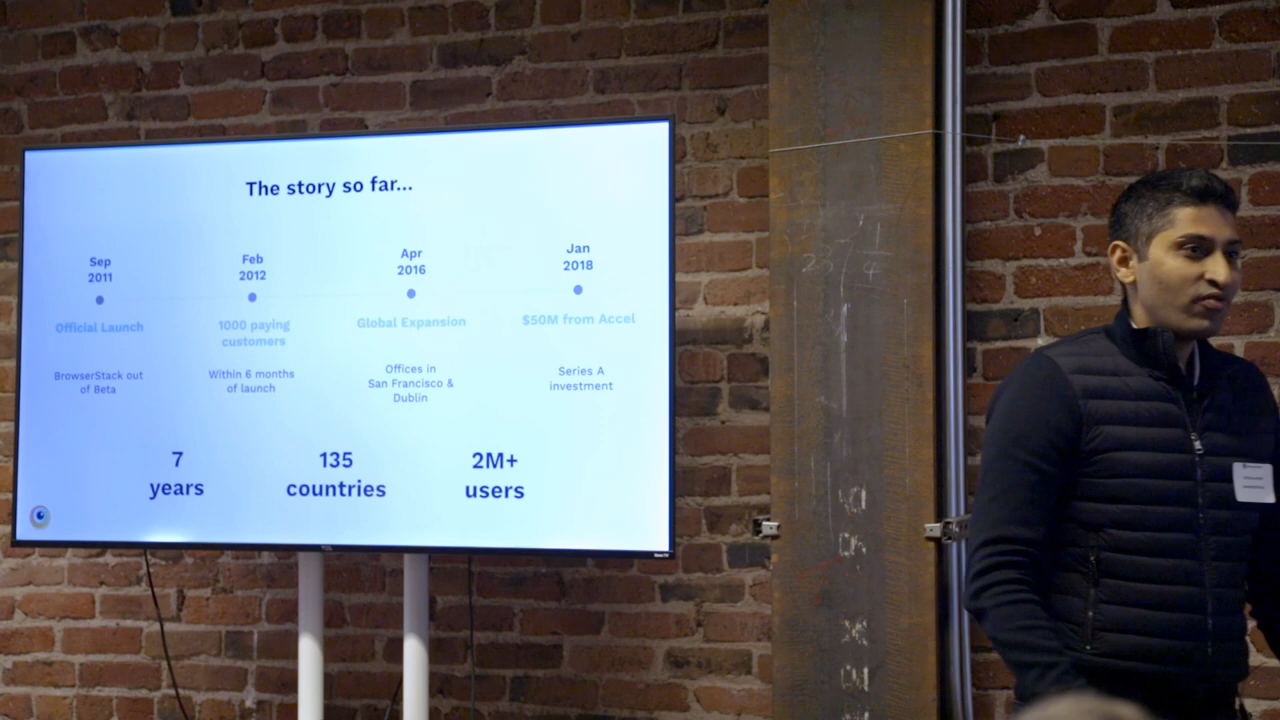 The story so far...
Sep
2011
Feb
2012
Apr
2016
Jan
2018
Official Launch
1000 paying
customers
Global Expansion
$50M from Accel
BrowserStack out
of Beta
Within 6 months
of launch
Offices in
San Francisco &
Dublin
Series A
investment
7
years
135
countries
2M+
users